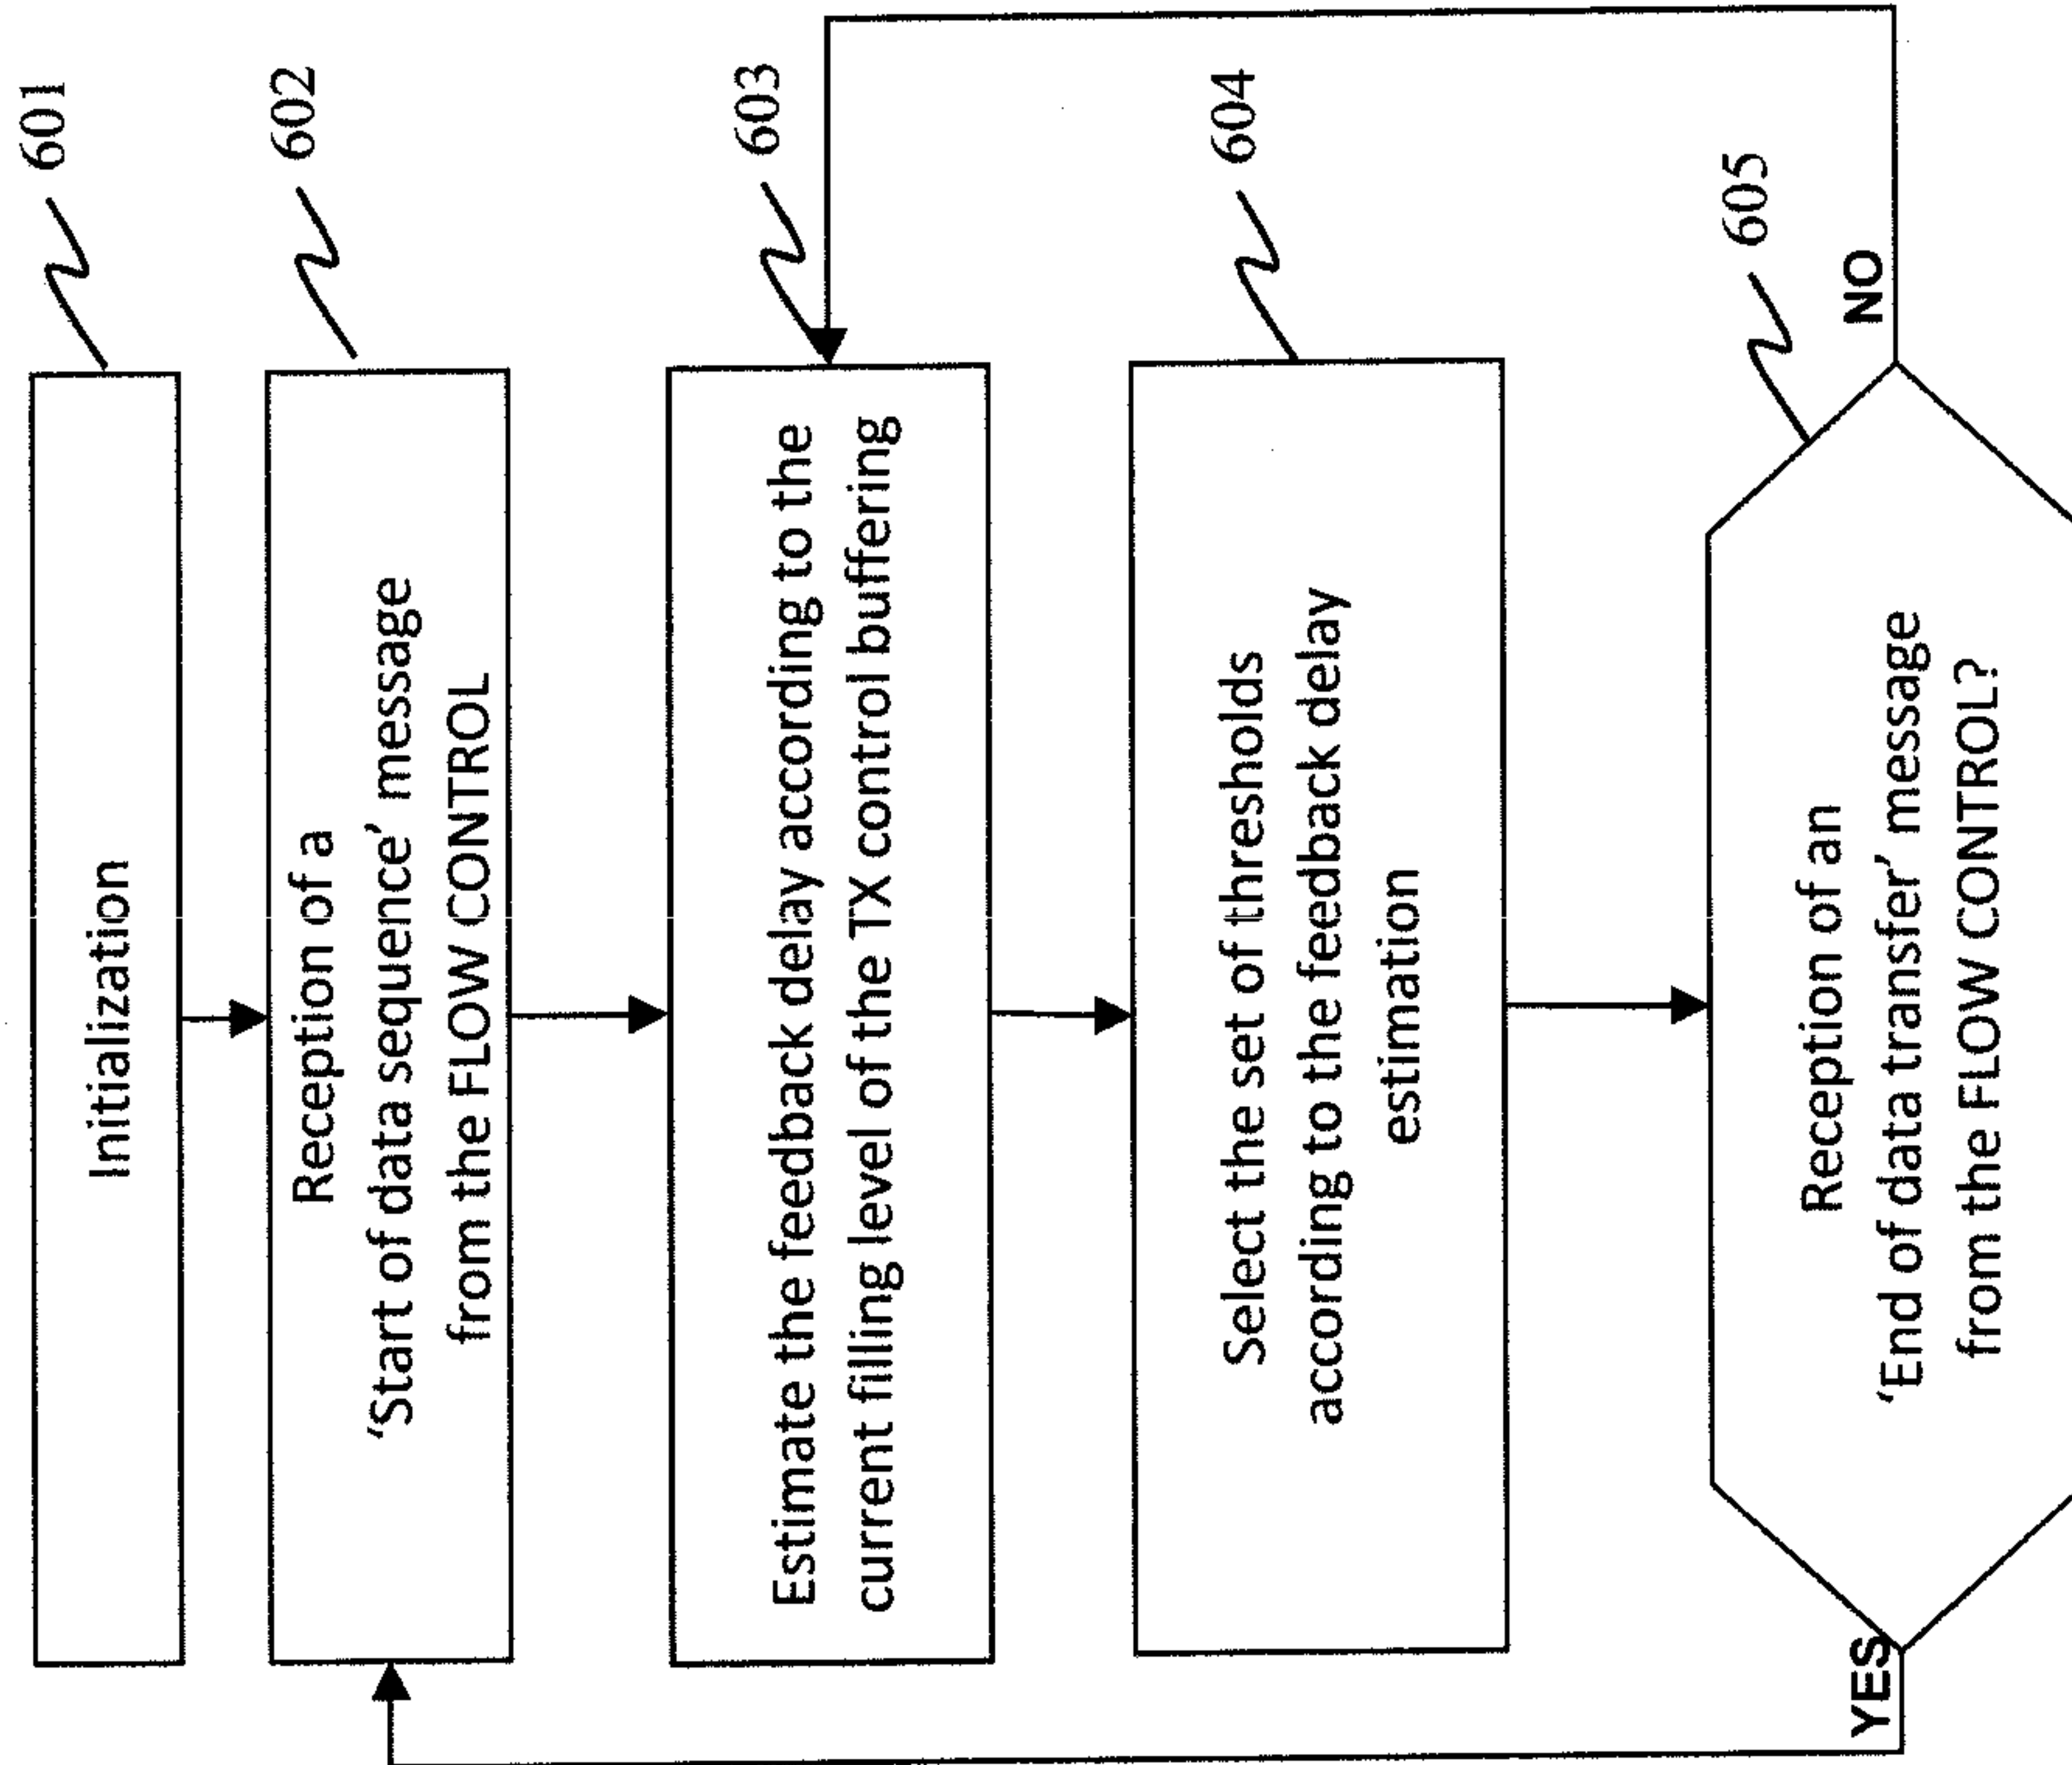 601
Initialization
602
Reception of a
'Start of data sequence' message
from the FLOW CONTROL
603
Estimate the feedback delay according to the
current filling level of the TX control buffering
604
Select the set of thresholds
according to the feedback delay
estimation
605
Reception of an
'End of data transfer' message
from the FLOW CONTROL?
YES
NO